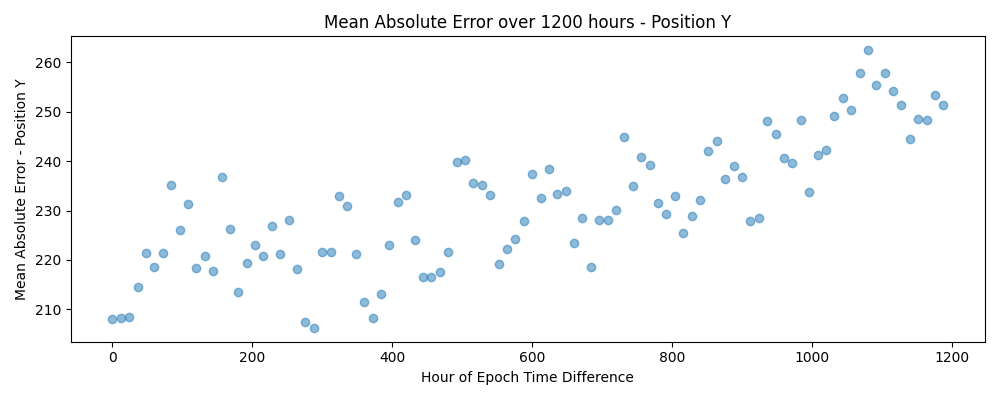 Mean Absolute Error over 1200 hours - Position Y
Mean Absolute Error - Position Y
260
250
240
230
220
210
0 200 400 600 800 1000 1200
Hour of Epoch Time Difference